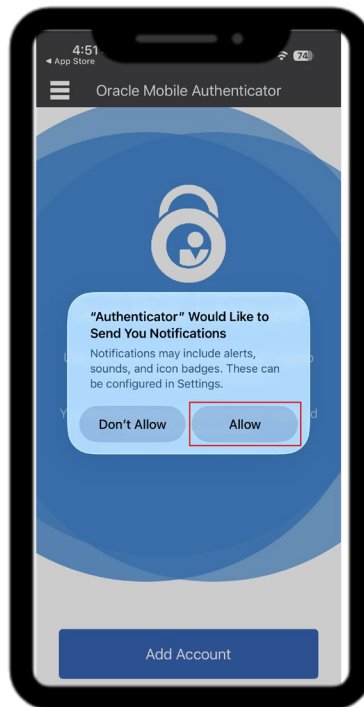 4:51
◀ App Store
74
Oracle Mobile Authenticator
"Authenticator" Would Like to
Send You Notifications
Notifications may include alerts,
sounds, and icon badges. These can
be configured in Settings.
Don't Allow
Allow
Add Account